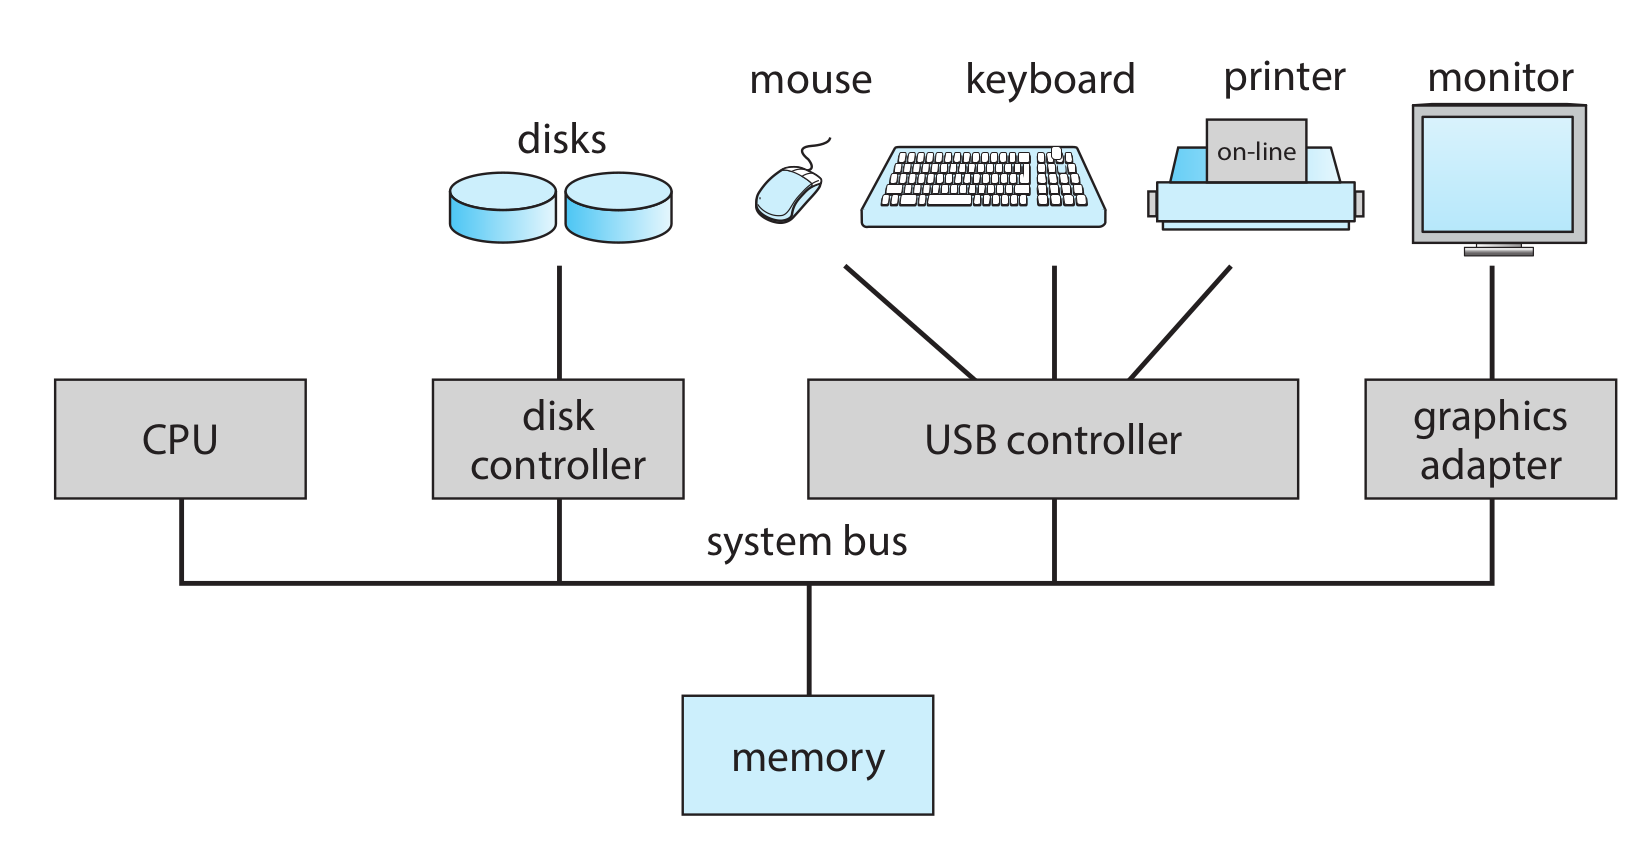 mouse
keyboard
printer
monitor
disks
on-line
CPU
disk
controller
USB controller
graphics
adapter
system bus
memory